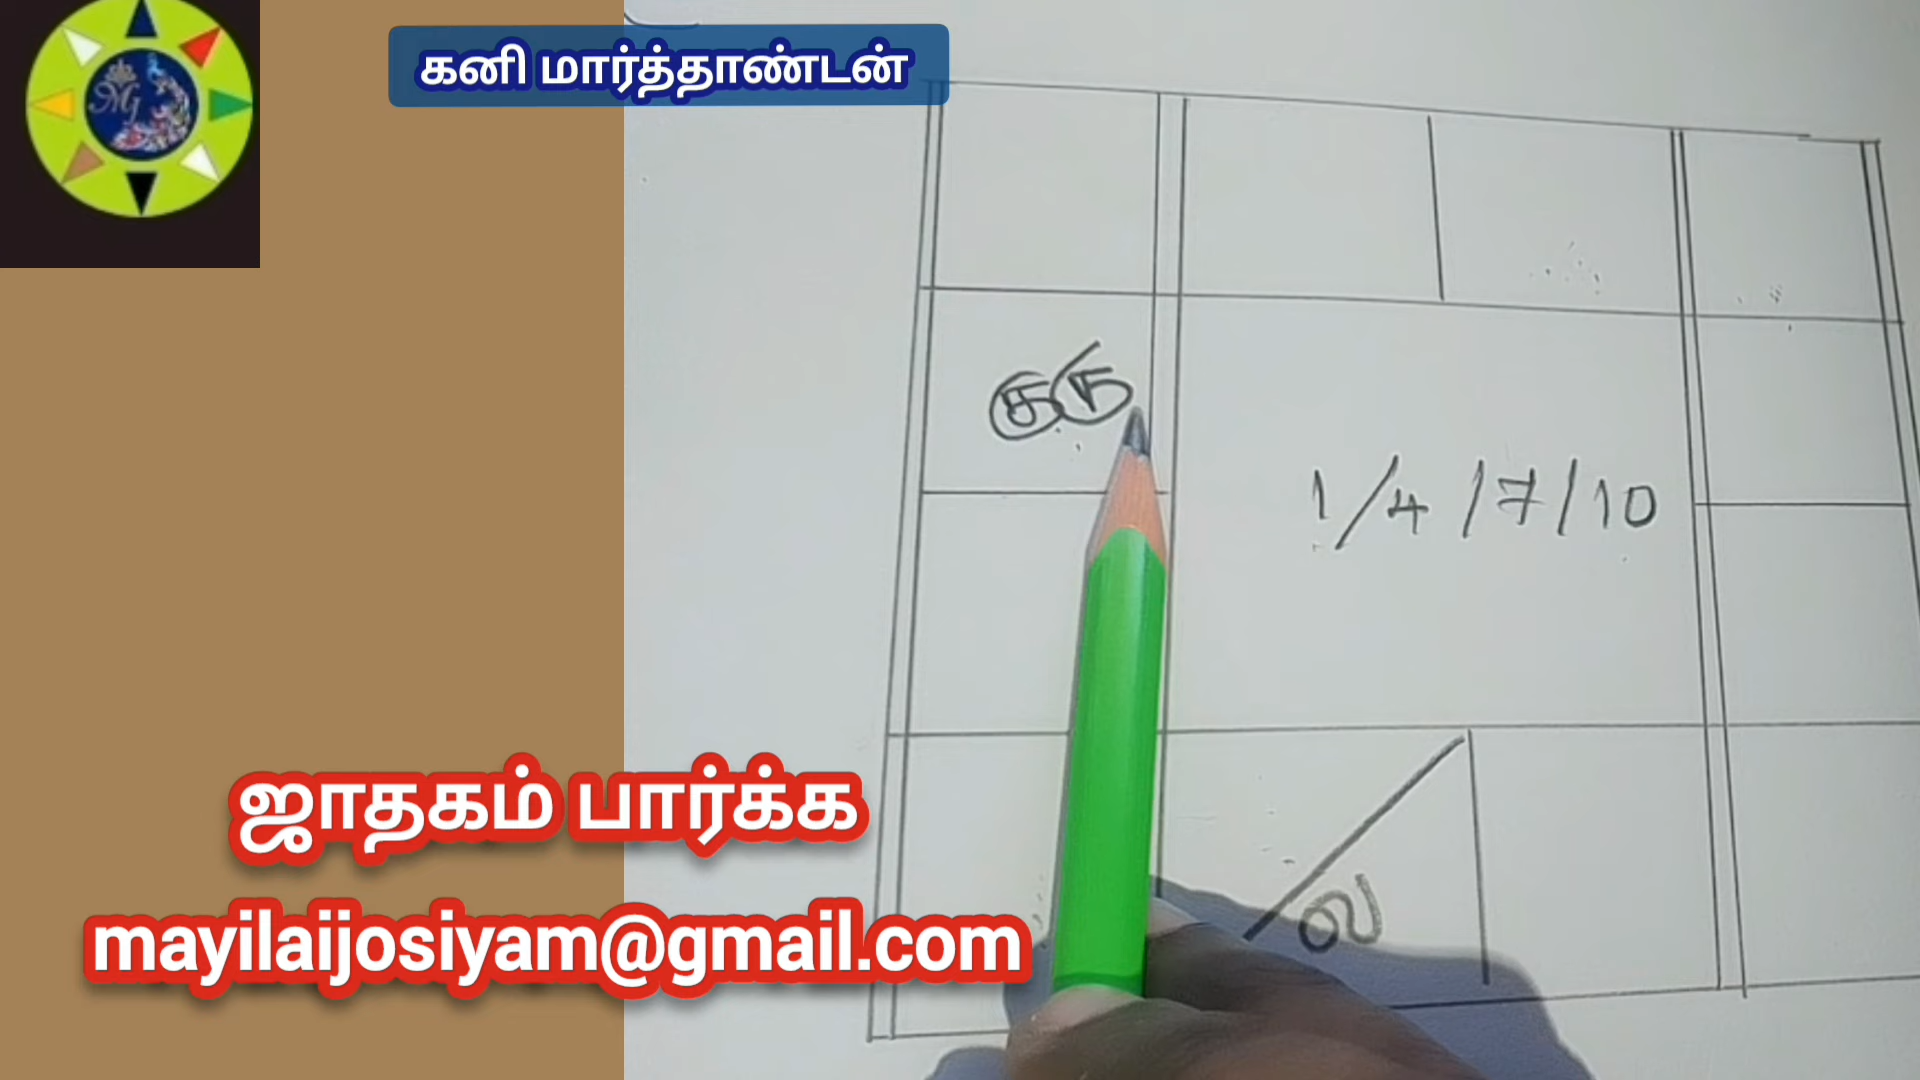 கனி மார்த்தாண்டன்
குரு
1/4/7/10
ல
ஜாதகம் பார்க்க
mayilaijosiyam@gmail.com